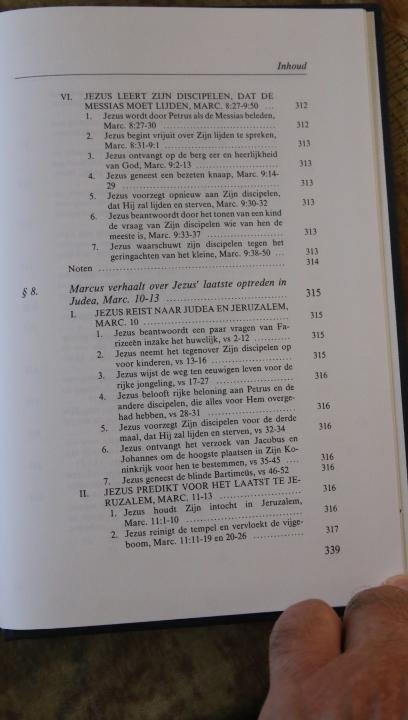 Inhoud
VI. JEZUS LEERT ZIJN DISCIPELEN, DAT DE
MESSIAS MOET LIJDEN, MARC. 8:27-9:50 ... 312
1. Jezus wordt door Petrus als de Messias beleden,
Marc. 8:27-30 .............................. 312
2. Jezus begint vrijuit over Zijn lijden te spreken,
Marc. 8:31-9:1 .............................. 313
3. Jezus ontvangt op de berg eer en heerlijkheid
van God, Marc. 9:2-13 ...................... 313
4. Jezus geneest een bezeten knaap, Marc. 9:14-
29 .......................................... 313
5. Jezus voorzegt opnieuw aan Zijn discipelen,
dat Hij zal lijden en sterven, Marc. 9:30-32 313
6. Jezus beantwoordt door het tonen van een kind
de vraag van Zijn discipelen wie van hen de
meeste is, Marc. 9:33-37 .................... 313
7. Jezus waarschuwt zijn discipelen tegen het
geringachten van het kleine, Marc. 9:38-50 ... 313
Noten ........................................ 314
§ 8. Marcus verhaalt over Jezus' laatste optreden in
Judea, Marc. 10-13 .............................. 315
I. JEZUS REIST NAAR JUDEA EN JERUZALEM,
MARC. 10 ...................................... 315
1. Jezus beantwoordt een paar vragen van Fa-
rizeeën inzake het huwelijk, vs 2-12 .......... 315
2. Jezus neemt het tegenover Zijn discipelen op
voor kinderen, vs 13-16 ...................... 315
3. Jezus wijst de weg ten eeuwigen leven voor de
rijke jongeling, vs 17-27 .................... 316
4. Jezus belooft rijke beloning aan Petrus en de
andere discipelen, die alles voor Hem overge-
had hebben, vs 28-31 ........................ 316
5. Jezus voorzegt Zijn discipelen voor de derde
maal, dat Hij zal lijden en sterven, vs 32-34 316
6. Jezus ontvangt het verzoek van Jacobus en
Johannes om de hoogste plaatsen in Zijn Ko-
ninkrijk voor hen te bestemmen, vs 35-45 .... 316
7. Jezus geneest de blinde Bartimeüs, vs 46-52 316
II. JEZUS PREDIKT VOOR HET LAATST TE JE-
RUZALEM, MARC. 11-13 ...................... 316
1. Jezus houdt Zijn intocht in Jeruzalem,
Marc. 11:1-10 .............................. 316
2. Jezus reinigt de tempel en vervloekt de vijge-
boom, Marc. 11:11-19 en 20-26 .............. 317
339